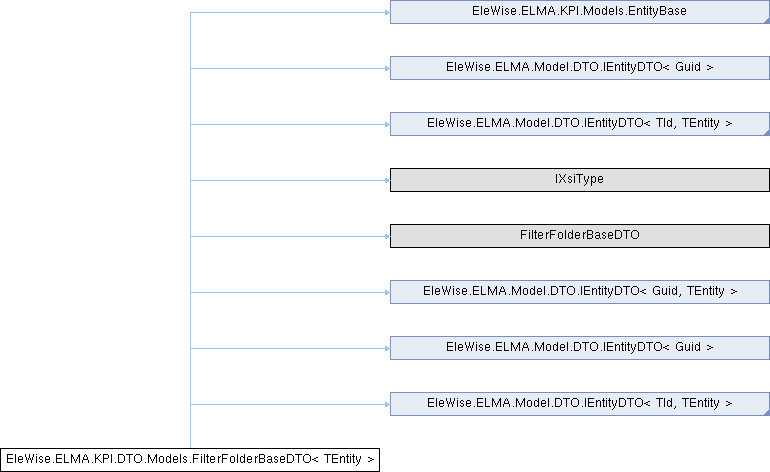 EleWise.ELMA.KPI.Models.EntityBase
EleWise.ELMA.Model.DTO.IEntityDTO< Guid >
EleWise.ELMA.Model.DTO.IEntityDTO< TId, TEntity >
IXsiType
FilterFolderBaseDTO
EleWise.ELMA.Model.DTO.IEntityDTO< Guid, TEntity >
EleWise.ELMA.Model.DTO.IEntityDTO< Guid >
EleWise.ELMA.Model.DTO.IEntityDTO< TId, TEntity >
EleWise.ELMA.KPI.DTO.Models.FilterFolderBaseDTO< TEntity >